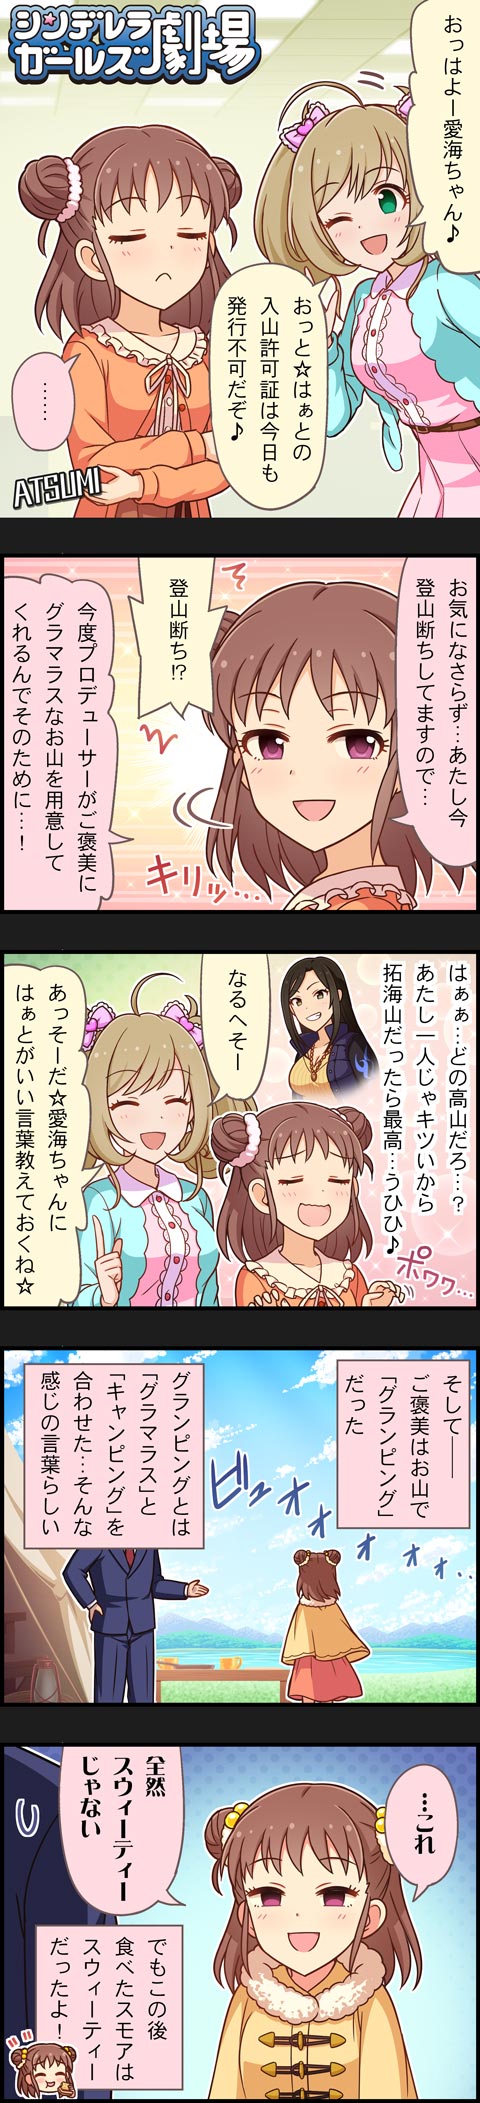 シンデレラ
ガールズ劇場
おっはよー愛海ちゃん♪
おっと☆はぁとの
入山許可証は今日も
発行不可だぞ♪
……
ATSUMI
お気になさらず…あたし今
登山断ちしてますので…
登山断ち!?
今度プロデューサーがご褒美に
グラマラスなお山を用意して
くれるんでそのために…！
キリッ…
はぁぁ…どの高山だろ…？
あたし一人じゃキツいから
拓海山だったら最高…うひひ♪
なるへそー
あっそーだ☆愛海ちゃんに
はぁとがいい言葉教えておくね☆
ポワワ…
そして──
ご褒美はお山で
「グランピング」
だった
グランピングとは
「グラマラス」と
「キャンピング」を
合わせた…そんな
感じの言葉らしい
ビュオオオオ…
…これ
全然
スウィーティー
じゃない
でもこの後
食べたスモアは
スウィーティー
だったよ！